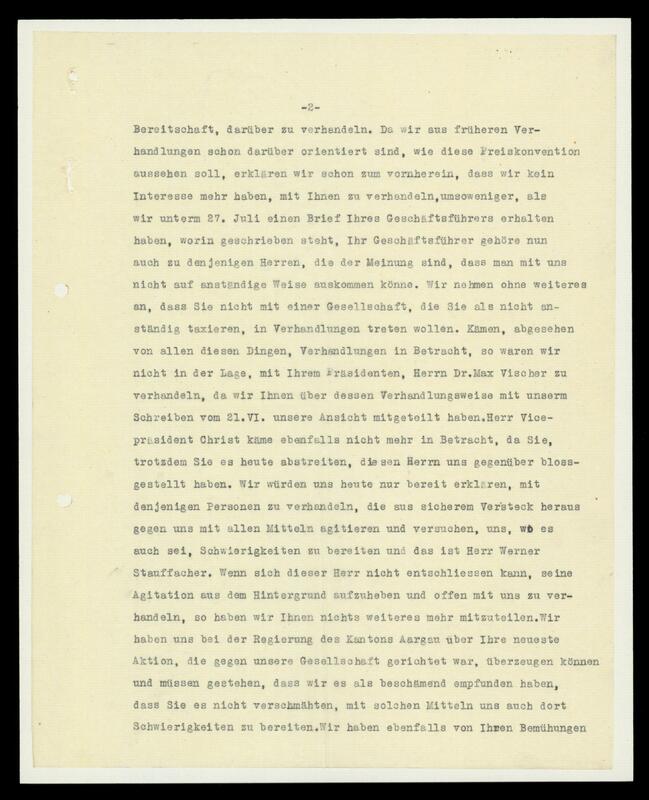 -2-
Bereitschaft, darüber zu verhandeln. Da wir aus früheren Ver-
handlungen schon darüber orientiert sind, wie diese Preiskonvention
aussehen soll, erklären wir schon zum vornherein, dass wir kein
Interesse mehr haben, mit Ihnen zu verhandeln,umsoweniger, als
wir unterm 27. Juli einen Brief Ihres Geschäftsführers erhalten
haben, worin geschrieben steht, Ihr Geschäftsführer gehöre nun
auch zu denjenigen Herren, die der Meinung sind, dass man mit uns
nicht auf anständige Weise auskommen könne. Wir nehmen ohne weiteres
an, dass Sie nicht mit einer Gesellschaft, die Sie als nicht an-
ständig taxieren, in Verhandlungen treten wollen. Kämen, abgesehen
von allen diesen Dingen, Verhandlungen in Betracht, so waren wir
nicht in der Lage, mit Ihrem Präsidenten, Herrn Dr.Max Vischer zu
verhandeln, da wir Ihnen über dessen Verhandlungsweise mit unserm
Schreiben vom 21.VI. unsere Ansicht mitgeteilt haben.Herr Vice-
präsident Christ käme ebenfalls nicht mehr in Betracht, da Sie,
trotzdem Sie es heute abstreiten, diesen Herrn uns gegenüber bloss-
gestellt haben. Wir würden uns heute nur bereit erklären, mit
denjenigen Personen zu verhandeln, die aus sicherem Versteck heraus
gegen uns mit allen Mitteln agitieren und versuchen, uns, wo es
auch sei, Schwierigkeiten zu bereiten und das ist Herr Werner
Stauffacher. Wenn sich dieser Herr nicht entschliessen kann, seine
Agitation aus dem Hintergrund aufzuheben und offen mit uns zu ver-
handeln, so haben wir Ihnen nichts weiteres mehr mitzuteilen.Wir
haben uns bei der Regierung des Kantons Aargau über Ihre neueste
Aktion, die gegen unsere Gesellschaft gerichtet war, überzeugen können
und müssen gestehen, dass wir es als beschämend empfunden haben,
dass Sie es nicht verschmähten, mit solchen Mitteln uns auch dort
Schwierigkeiten zu bereiten.Wir haben ebenfalls von Ihren Bemühungen